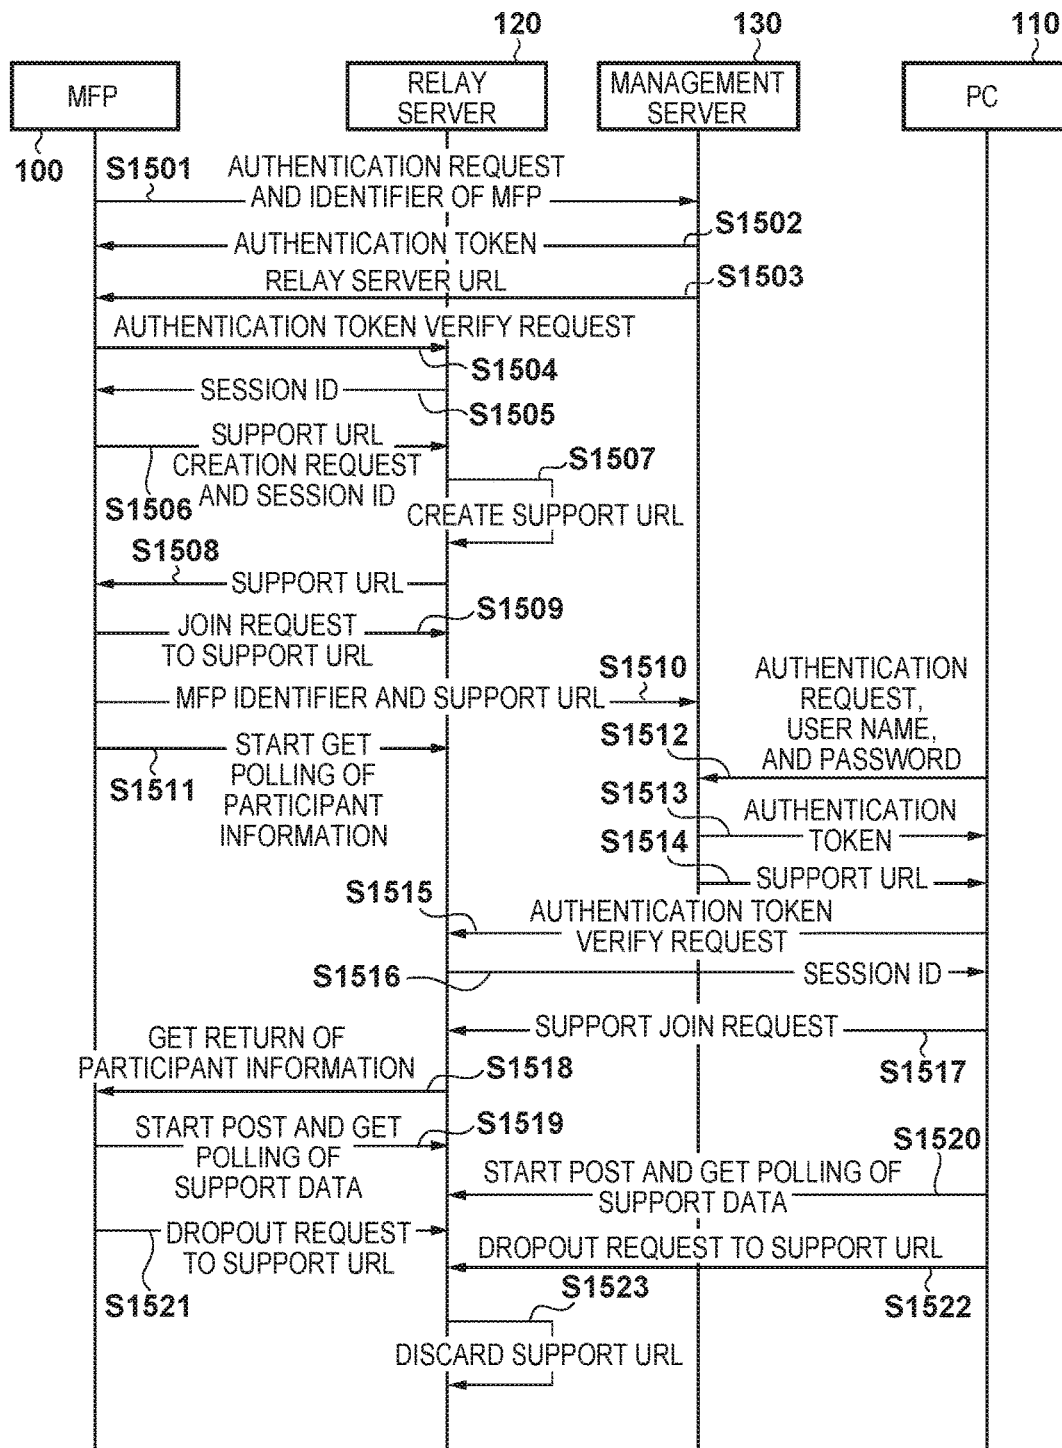 120
130
110
MFP
RELAY
SERVER
MANAGEMENT
SERVER
PC
100
S1501
AUTHENTICATION REQUEST
AND IDENTIFIER OF MFP
S1502
AUTHENTICATION TOKEN
RELAY SERVER URL
S1503
AUTHENTICATION TOKEN VERIFY REQUEST
S1504
SESSION ID
S1505
SUPPORT URL
CREATION REQUEST
AND SESSION ID
S1506
S1507
CREATE SUPPORT URL
S1508
SUPPORT URL
S1509
JOIN REQUEST
TO SUPPORT URL
S1510
MFP IDENTIFIER AND SUPPORT URL
AUTHENTICATION
REQUEST,
USER NAME,
AND PASSWORD
S1512
START GET
POLLING OF
PARTICIPANT
INFORMATION
S1511
S1513
AUTHENTICATION
TOKEN
S1514
SUPPORT URL
S1515
AUTHENTICATION TOKEN
VERIFY REQUEST
S1516
SESSION ID
SUPPORT JOIN REQUEST
S1517
GET RETURN OF
PARTICIPANT INFORMATION
S1518
START POST AND GET
POLLING OF
SUPPORT DATA
S1519
S1520
START POST AND GET POLLING OF
SUPPORT DATA
DROPOUT REQUEST
TO SUPPORT URL
S1521
DROPOUT REQUEST TO SUPPORT URL
S1522
S1523
DISCARD SUPPORT URL